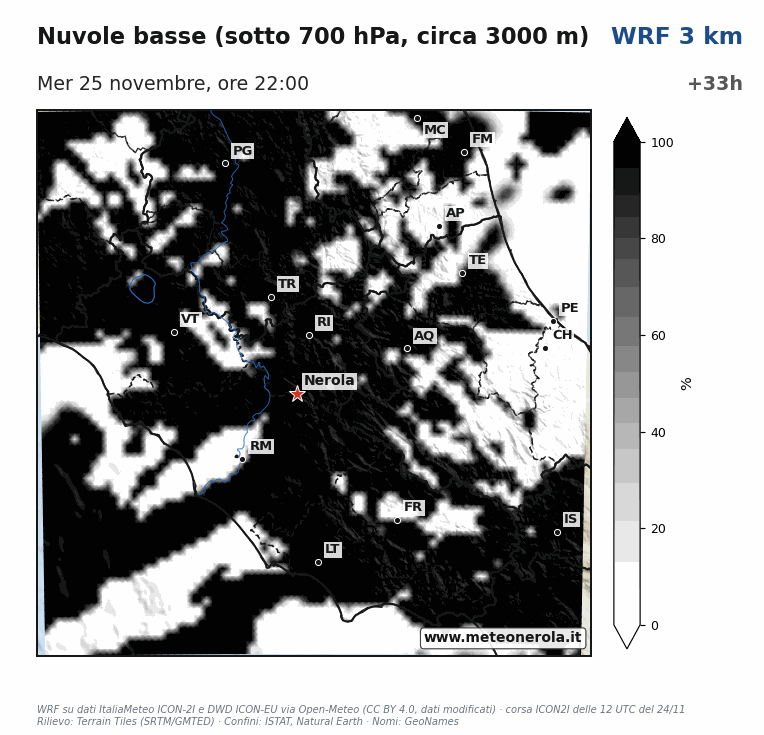 Nuvole basse (sotto 700 hPa, circa 3000 m) WRF 3 km
Mer 25 novembre, ore 22:00 +33h
MC
FM
PG
AP
TE
TR
PE
VT
RI
AQ
CH
Nerola
RM
FR
IS
LT
www.meteonerola.it
100
80
60
40
20
0
%
WRF su dati ItaliaMeteo ICON-2I e DWD ICON-EU via Open-Meteo (CC BY 4.0, dati modificati) · corsa ICON2I delle 12 UTC del 24/11
Rilievo: Terrain Tiles (SRTM/GMTED) · Confini: ISTAT, Natural Earth · Nomi: GeoNames